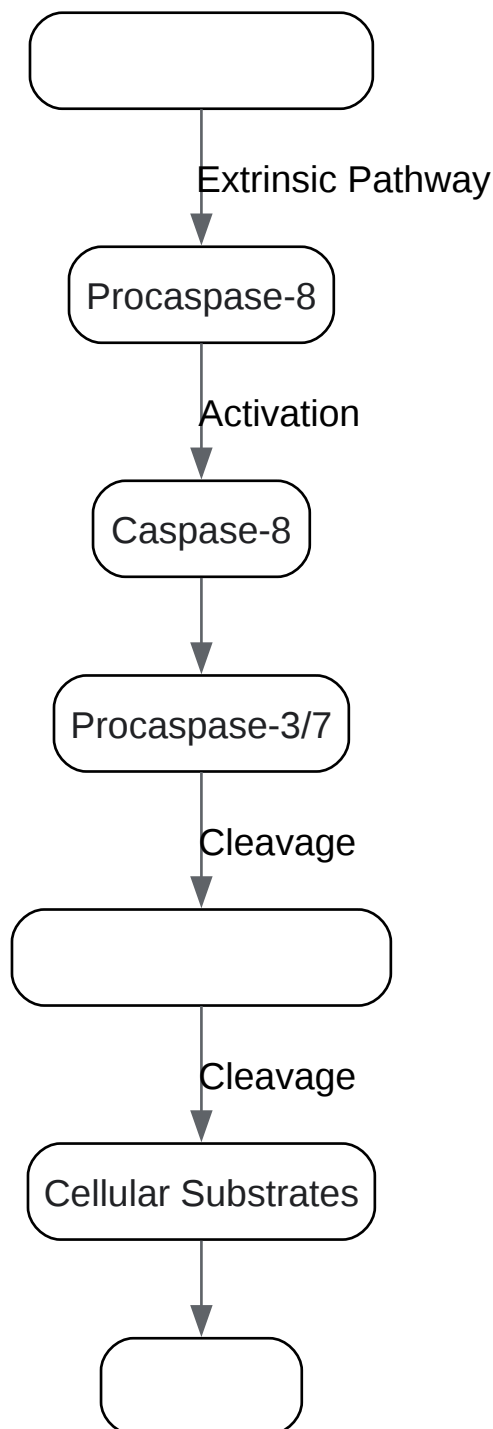 Extrinsic Pathway
Procaspase-8
Activation
Caspase-8
Procaspase-3/7
Cleavage
Cleavage
Cellular Substrates